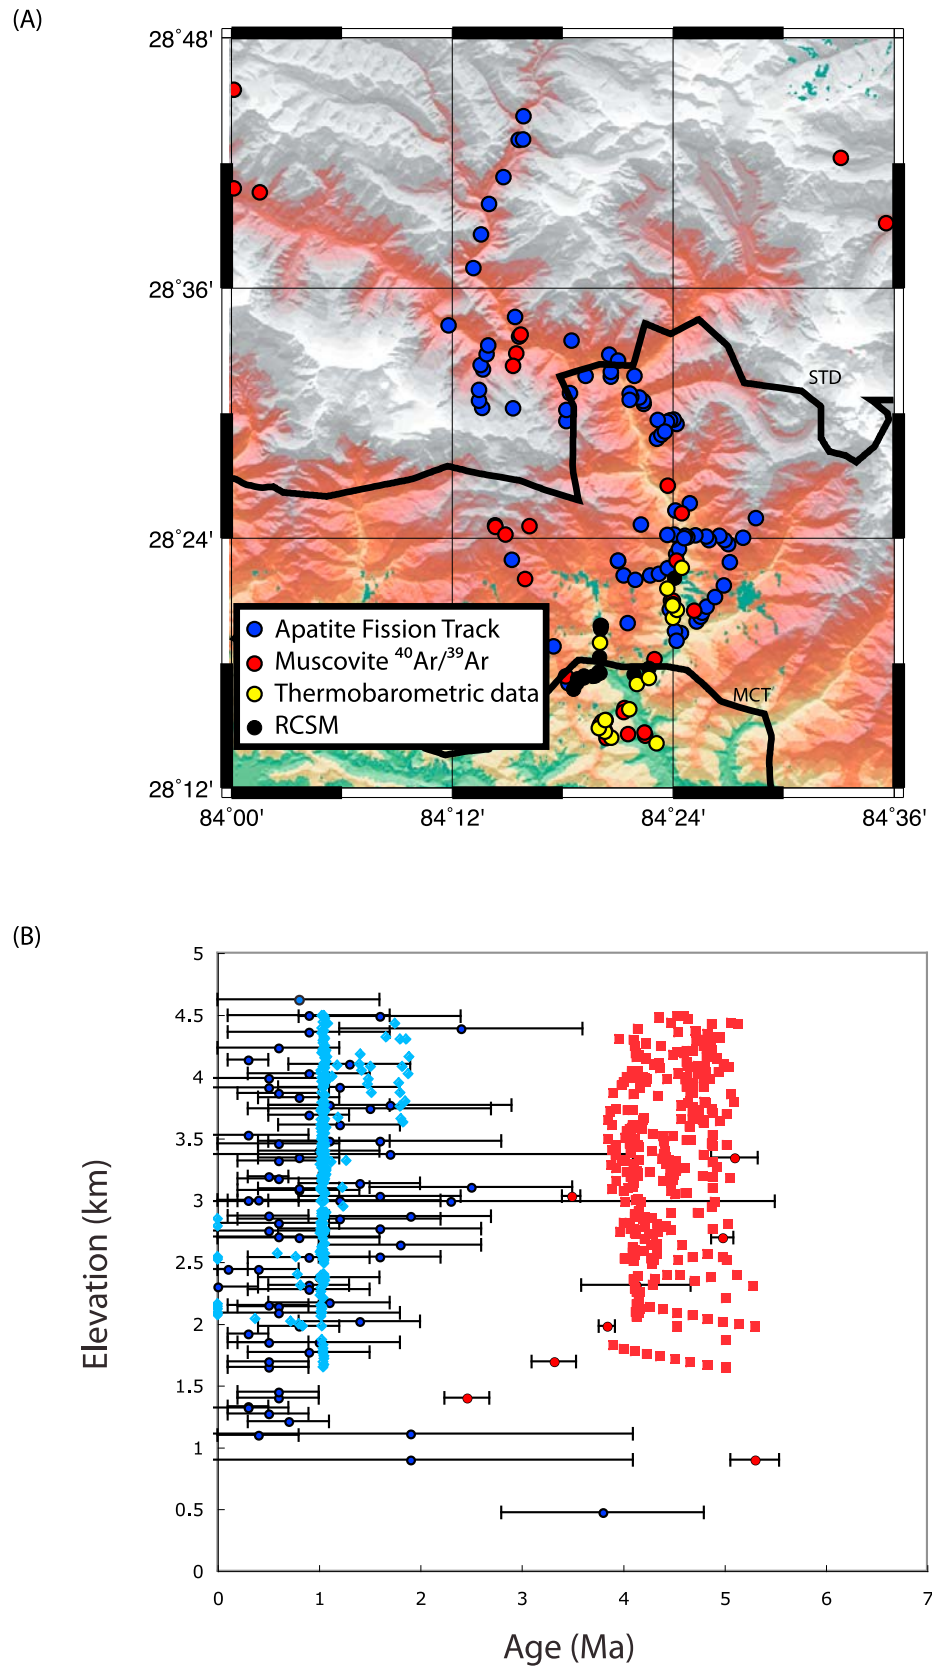 (A)
28°48'
28°36'
28°24'
28°12'
84°00'
84°12'
84°24'
84°36'
STD
MCT
Apatite Fission Track
Muscovite ⁴⁰Ar/³⁹Ar
Thermobarometric data
RCSM
(B)
Elevation (km)
5
4.5
4
3.5
3
2.5
2
1.5
1
0.5
0
0 1 2 3 4 5 6 7
Age (Ma)